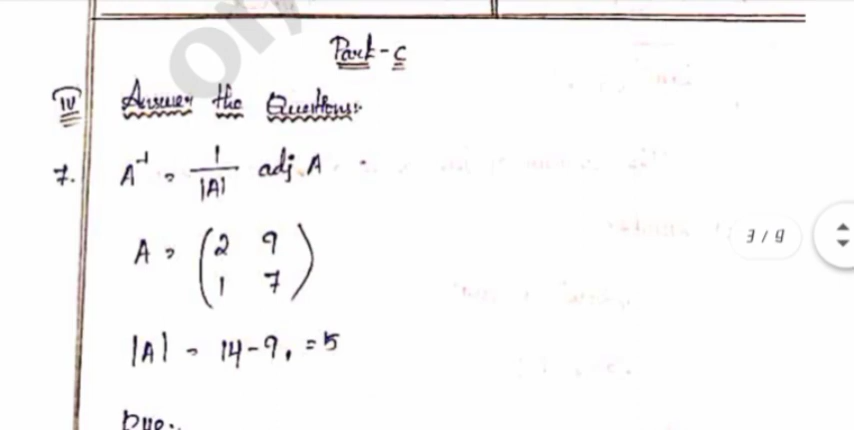 Part-C
IV Answer the Questions:
7. A⁻¹ = 1/|A| adj A
A = (2 9
1 7)
|A| = 14-9, =5
3 / 9